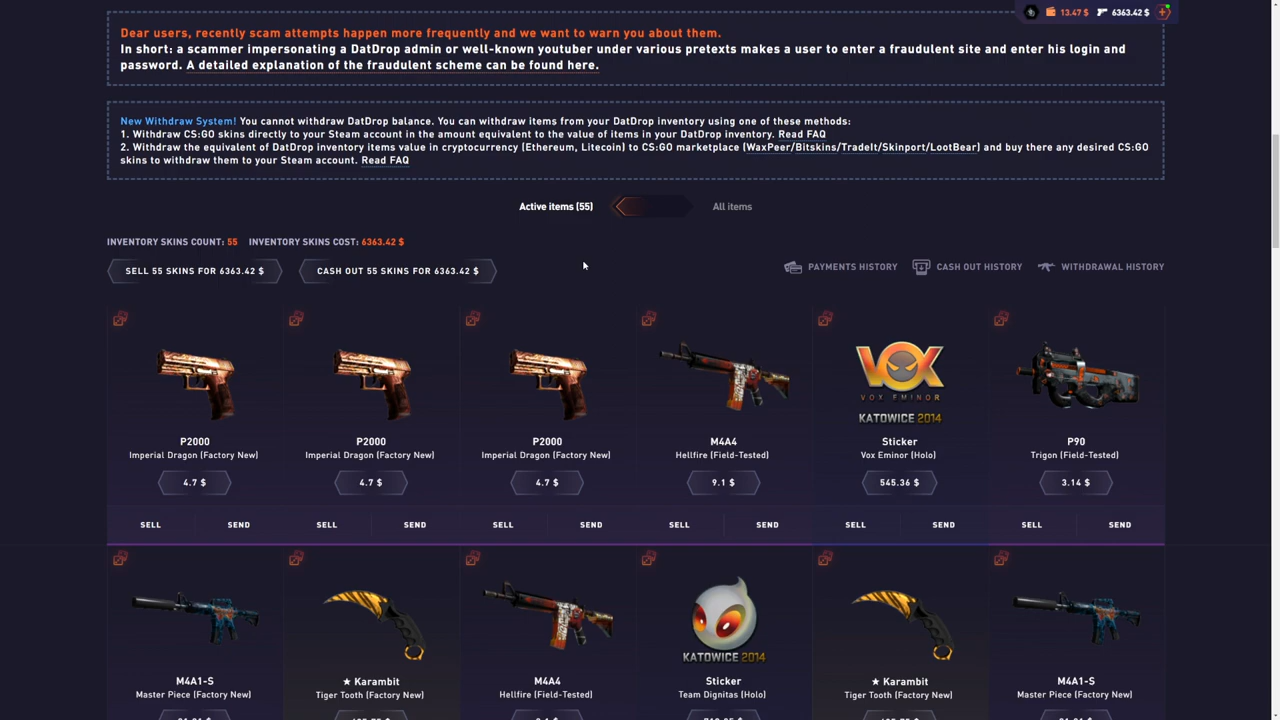 13.47 $ 6363.42 $
Dear users, recently scam attempts happen more frequently and we want to warn you about them.
In short: a scammer impersonating a DatDrop admin or well-known youtuber under various pretexts makes a user to enter a fraudulent site and enter his login and
password. A detailed explanation of the fraudulent scheme can be found here.
New Withdraw System! You cannot withdraw DatDrop balance. You can withdraw items from your DatDrop inventory using one of these methods:
1. Withdraw CS:GO skins directly to your Steam account in the amount equivalent to the value of items in your DatDrop inventory. Read FAQ
2. Withdraw the equivalent of DatDrop inventory items value in cryptocurrency (Ethereum, Litecoin) to CS:GO marketplace (WaxPeer/Bitskins/TradeIt/Skinport/LootBear) and buy there any desired CS:GO
skins to withdraw them to your Steam account. Read FAQ
Active items (55) All items
INVENTORY SKINS COUNT: 55 INVENTORY SKINS COST: 6363.42 $
SELL 55 SKINS FOR 6363.42 $ CASH OUT 55 SKINS FOR 6363.42 $ PAYMENTS HISTORY CASH OUT HISTORY WITHDRAWAL HISTORY
VOX
VOX EMINOR
KATOWICE 2014
P2000 P2000 P2000 M4A4 Sticker P90
Imperial Dragon (Factory New) Imperial Dragon (Factory New) Imperial Dragon (Factory New) Hellfire (Field-Tested) Vox Eminor (Holo) Trigon (Field-Tested)
4.7 $ 4.7 $ 4.7 $ 9.1 $ 545.36 $ 3.14 $
SELL SEND SELL SEND SELL SEND SELL SEND SELL SEND SELL SEND
KATOWICE 2014
M4A1-S ★ Karambit M4A4 Sticker ★ Karambit M4A1-S
Master Piece (Factory New) Tiger Tooth (Factory New) Hellfire (Field-Tested) Team Dignitas (Holo) Tiger Tooth (Factory New) Master Piece (Factory New)